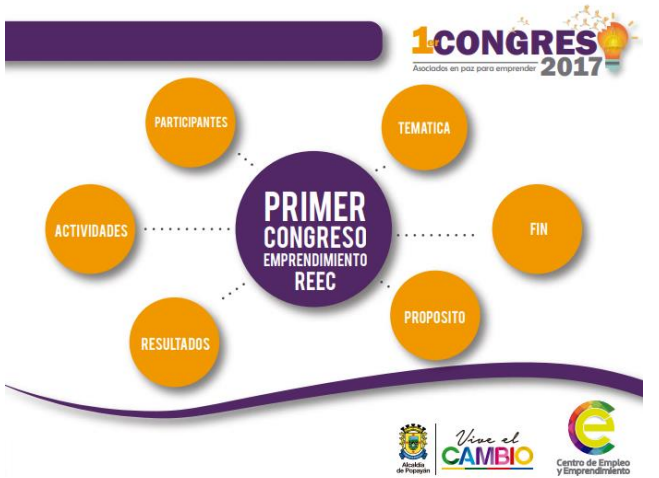 1er CONGRES
Asociados en paz para emprender 2017
PARTICIPANTES
TEMATICA
ACTIVIDADES
PRIMER
CONGRESO
EMPRENDIMIENTO
REEC
FIN
RESULTADOS
PROPOSITO
Alcaldía
de Popayán
Vive el
CAMBIO
Centro de Empleo
y Emprendimiento